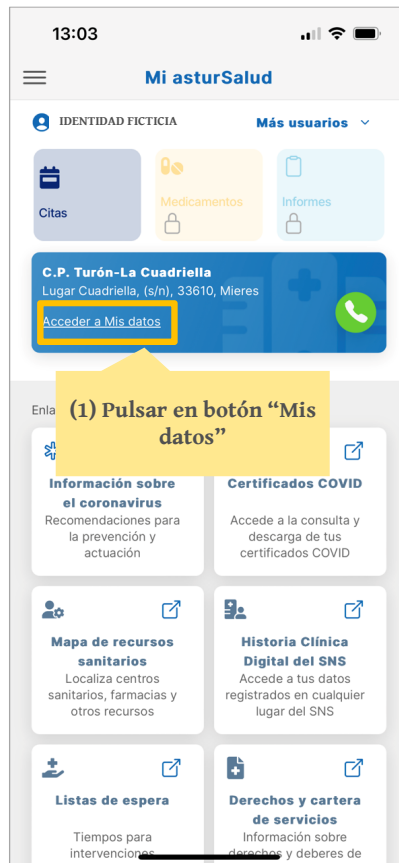 13:03
Mi asturSalud
IDENTIDAD FICTICIA
Más usuarios
Citas
Medicamentos
Informes
C.P. Turón-La Cuadriella
Lugar Cuadriella, (s/n), 33610, Mieres
Acceder a Mis datos
(1) Pulsar en botón “Mis
datos”
Enla
Información sobre
el coronavirus
Recomendaciones para
la prevención y
actuación
Certificados COVID
Accede a la consulta y
descarga de tus
certificados COVID
Mapa de recursos
sanitarios
Localiza centros
sanitarios, farmacias y
otros recursos
Historia Clínica
Digital del SNS
Accede a tus datos
registrados en cualquier
lugar del SNS
Listas de espera
Tiempos para
intervenciones
Derechos y cartera
de servicios
Información sobre
derechos y deberes de